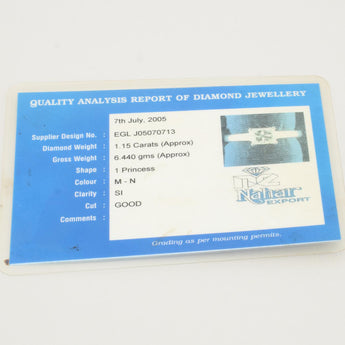 QUALITY ANALYSIS REPORT OF DIAMOND JEWELLERY
7th July, 2005
Supplier Design No. : EGL J05070713
Diamond Weight : 1.15 Carats (Approx)
Gross Weight : 6.440 gms (Approx)
Shape : 1 Princess
Colour : M - N
Clarity : SI
Cut : GOOD
Comments :
Nahar
EXPORT
Grading as per mounting permits.